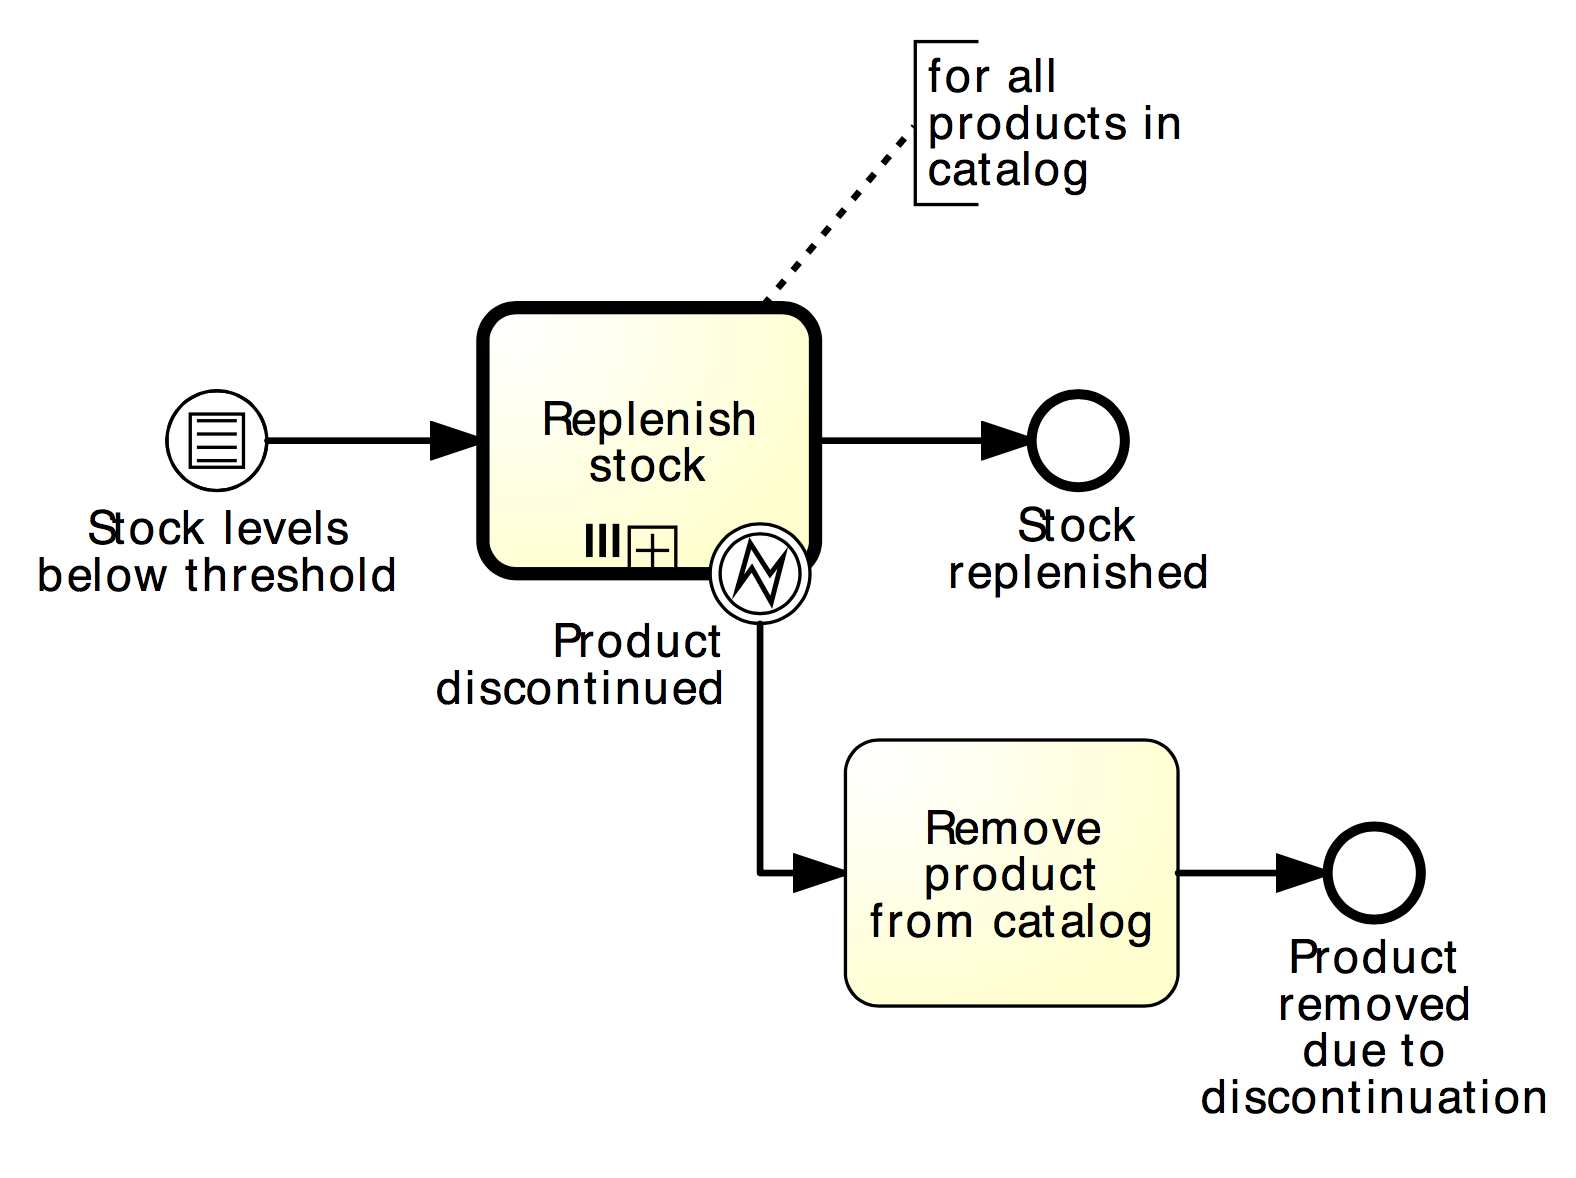 for all
products in
catalog
Replenish
stock
Stock levels
below threshold
Stock
replenished
Product
discontinued
Remove
product
from catalog
Product
removed
due to
discontinuation